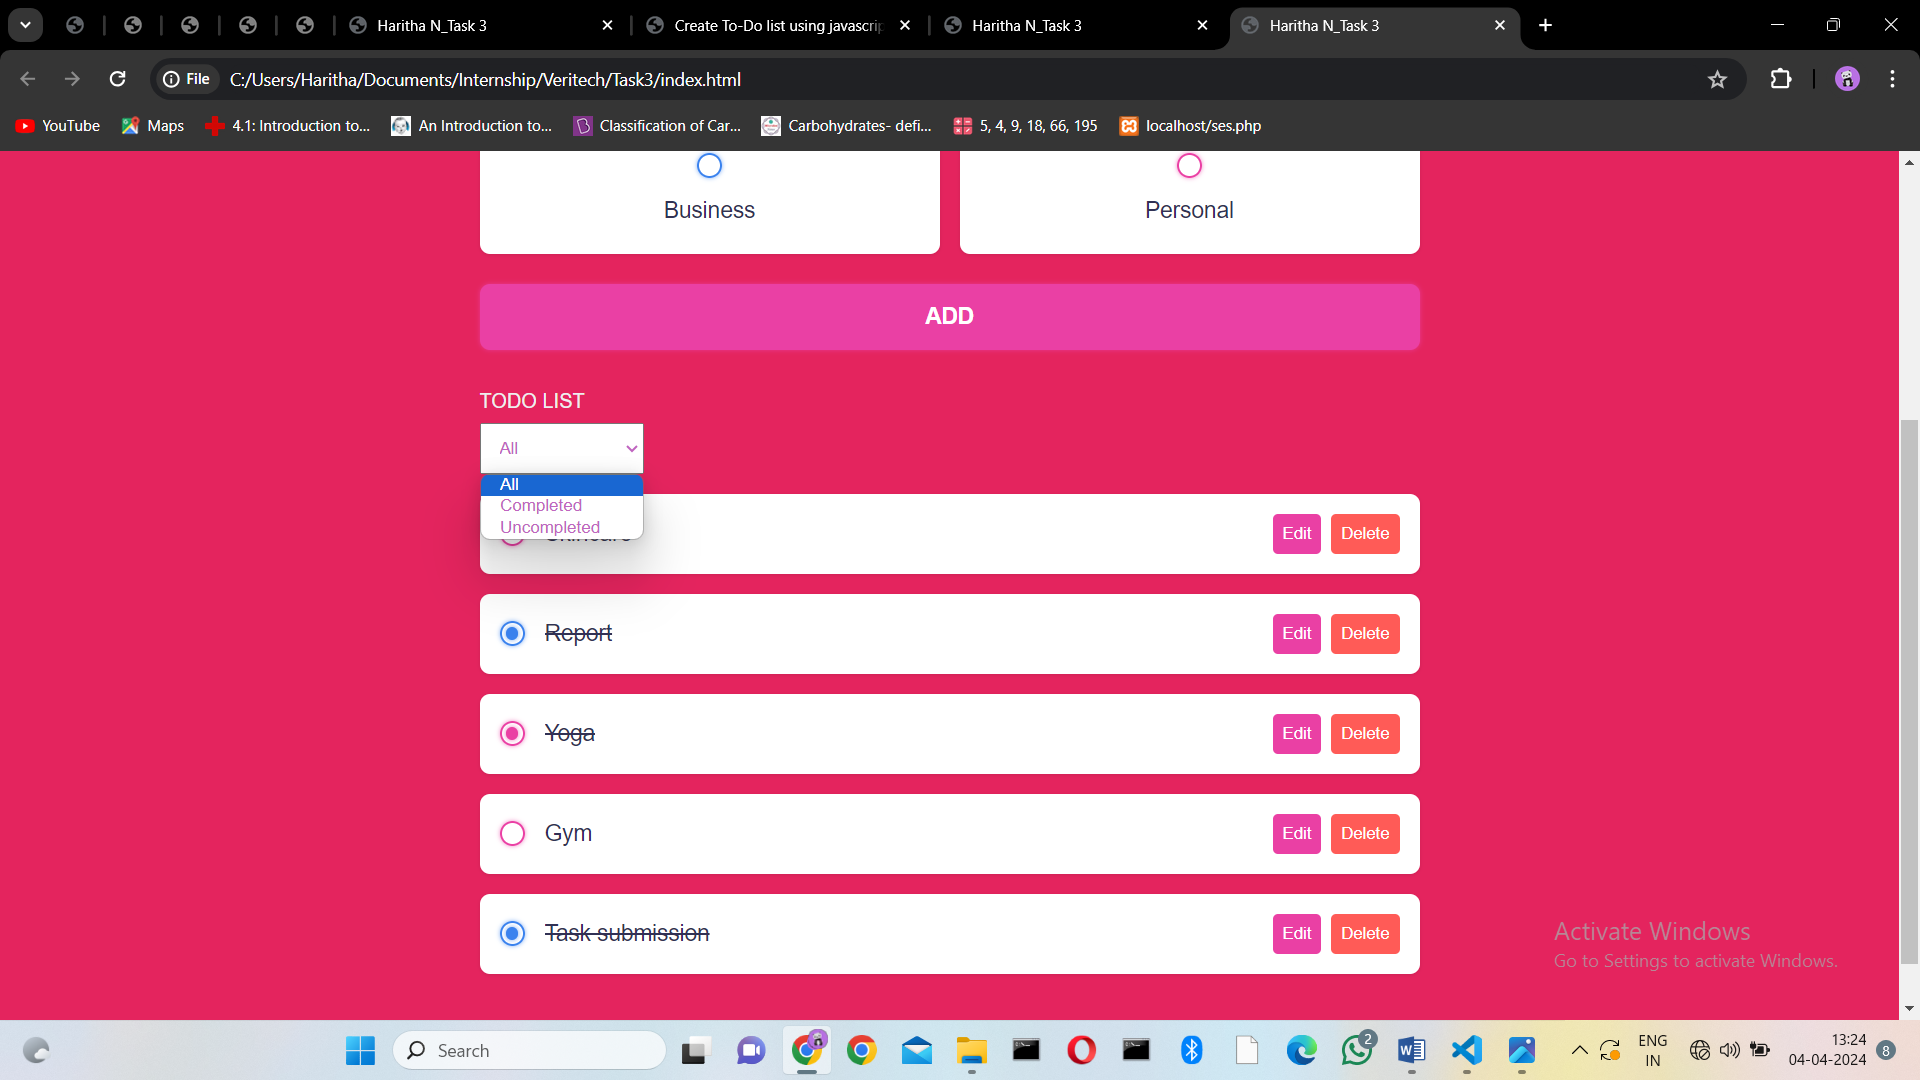 Haritha N_Task 3
Create To-Do list using javascrip
Haritha N_Task 3
Haritha N_Task 3
File C:/Users/Haritha/Documents/Internship/Veritech/Task3/index.html
YouTube Maps 4.1: Introduction to... An Introduction to... Classification of Car... Carbohydrates- defi... 5, 4, 9, 18, 66, 195 localhost/ses.php
Business
Personal
ADD
TODO LIST
All
All
Completed
Uncompleted
Edit Delete
Report Edit Delete
Yoga Edit Delete
Gym Edit Delete
Task submission Edit Delete
Activate Windows
Go to Settings to activate Windows.
Search
2
ENG
IN
13:24
04-04-2024
8